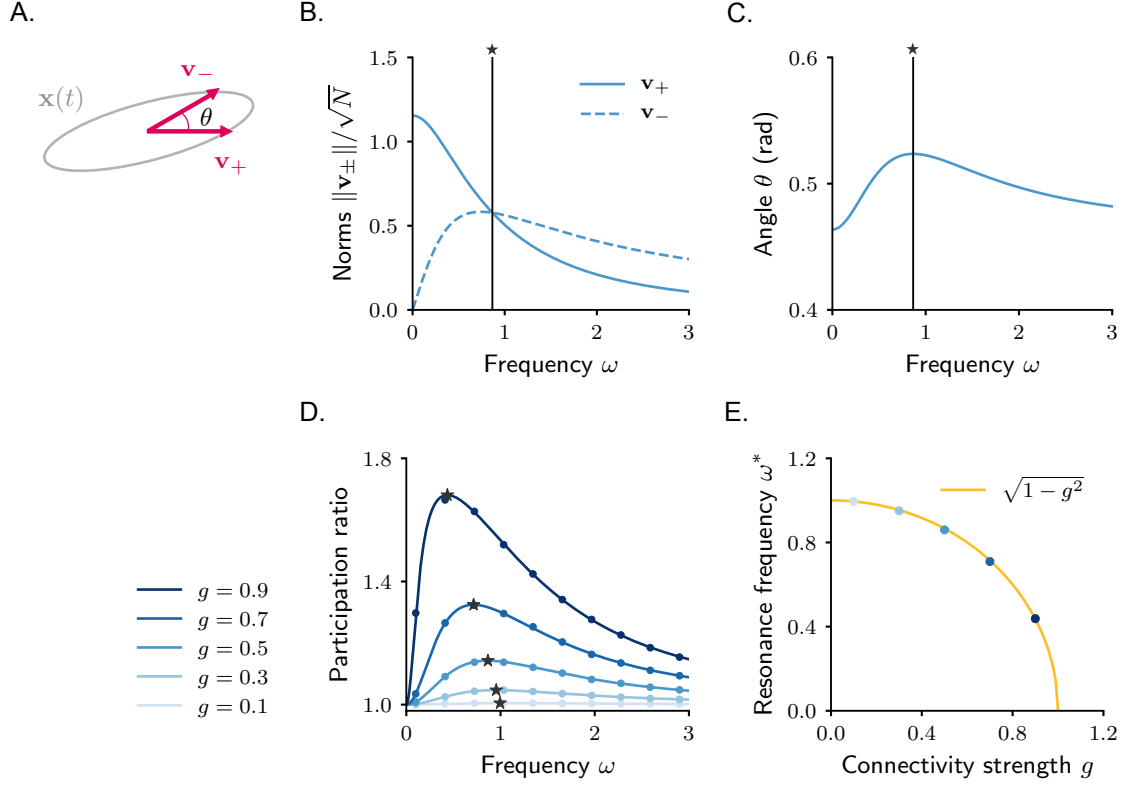 A.
x(t)
v₋
θ
v₊
B.
★
1.5
1.0
0.5
0.0
0
1
2
3
Norms ||v±||/√N
Frequency ω
v₊
v₋
C.
★
0.6
0.5
0.4
0
1
2
3
Angle θ (rad)
Frequency ω
D.
1.8
1.4
1.0
0
1
2
3
Participation ratio
Frequency ω
g = 0.9
g = 0.7
g = 0.5
g = 0.3
g = 0.1
E.
1.2
0.8
0.4
0.0
0.0
0.4
0.8
1.2
Resonance frequency ω*
Connectivity strength g
√1 − g²